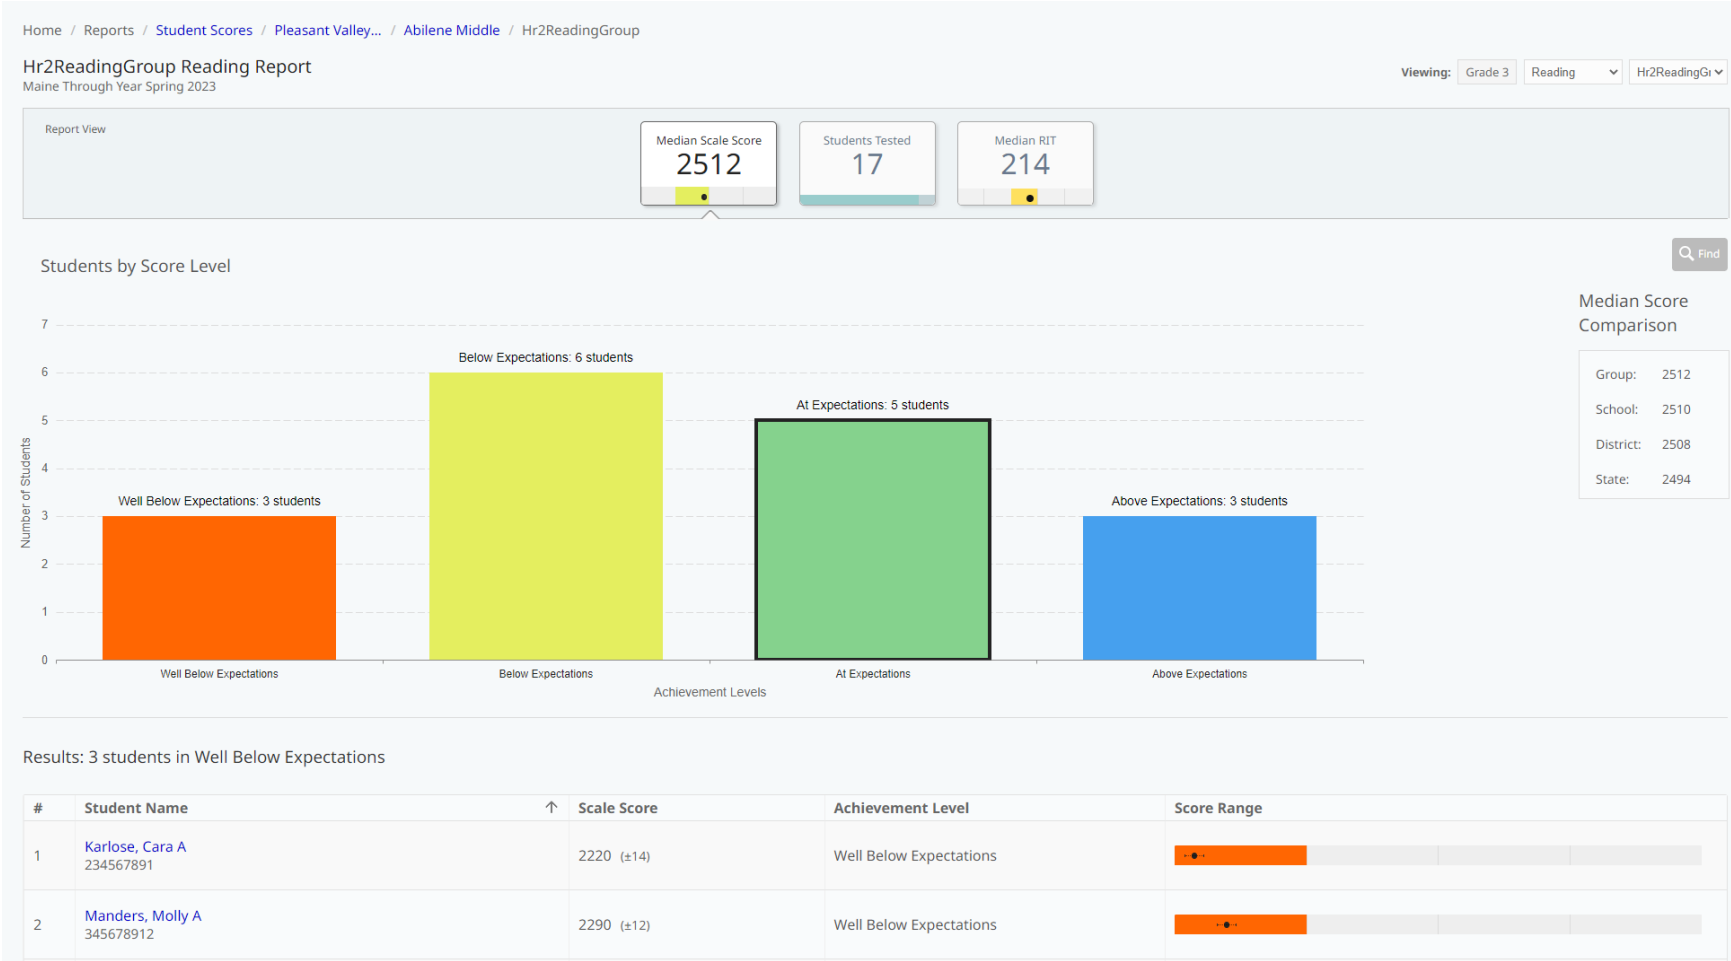 Home / Reports / Student Scores / Pleasant Valley... / Abilene Middle / Hr2ReadingGroup
Hr2ReadingGroup Reading Report
Maine Through Year Spring 2023
Viewing: Grade 3 Reading Hr2ReadingGr
Report View
Median Scale Score
2512
Students Tested
17
Median RIT
214
Find
Students by Score Level
Median Score
Comparison
Group: 2512
School: 2510
District: 2508
State: 2494
Number of Students
7
6
5
4
3
2
1
0
Well Below Expectations: 3 students
Below Expectations: 6 students
At Expectations: 5 students
Above Expectations: 3 students
Well Below Expectations
Below Expectations
At Expectations
Above Expectations
Achievement Levels
Results: 3 students in Well Below Expectations
# Student Name Scale Score Achievement Level Score Range
1 Karlose, Cara A 2220 (±14) Well Below Expectations
234567891
2 Manders, Molly A 2290 (±12) Well Below Expectations
345678912